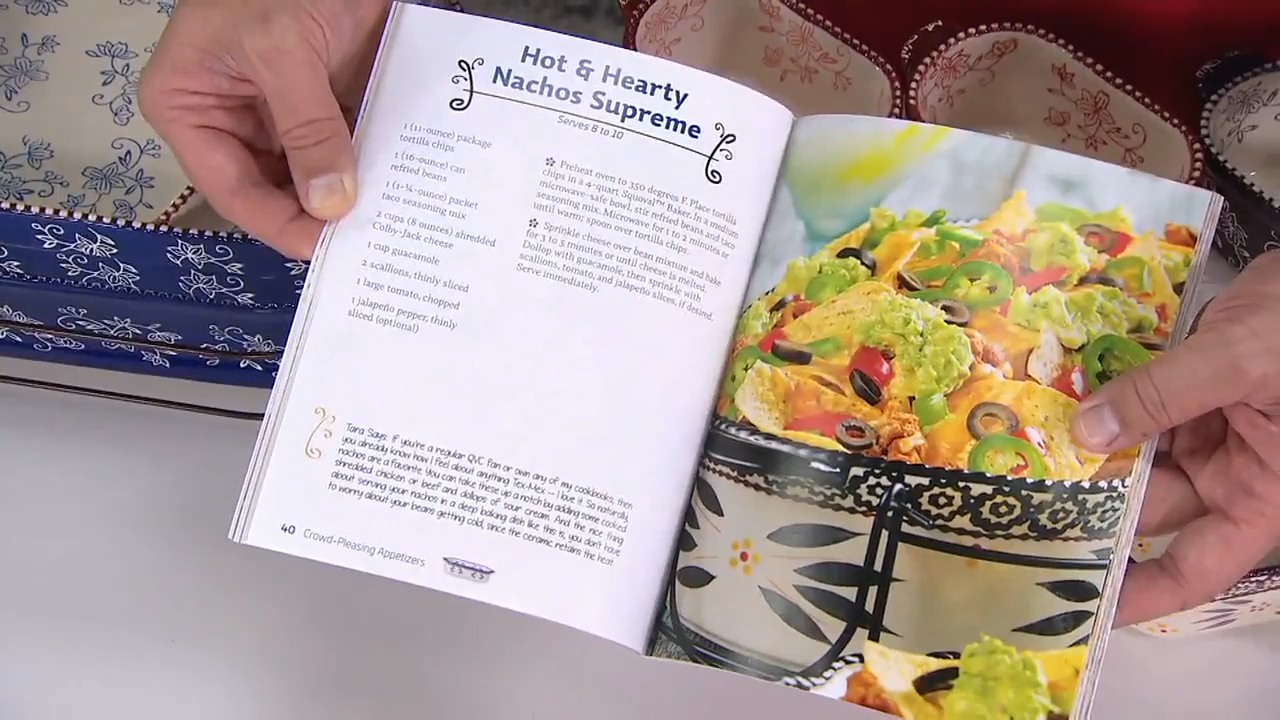 Hot & Hearty
Nachos Supreme
Serves 8 to 10
1 (11-ounce) package
tortilla chips
1 (16-ounce) can
refried beans
1 (1-¼-ounce) packet
taco seasoning mix
2 cups (8 ounces) shredded
Colby-Jack cheese
1 cup guacamole
2 scallions, thinly sliced
1 large tomato, chopped
1 jalapeño pepper, thinly
sliced (optional)
Preheat oven to 350 degrees F. Place tortilla
chips in a 4-quart Squoval™ Baker. In a medium
microwave-safe bowl, stir refried beans and taco
seasoning mix. Microwave for 1 to 2 minutes or
until warm; spoon over tortilla chips.
Sprinkle cheese over bean mixture and bake
for 3 to 5 minutes or until cheese is melted.
Dollop with guacamole, then sprinkle with
scallions, tomato and jalapeño slices, if desired.
Serve immediately.
Tara Says: If you're a regular QVC fan or own any of my cookbooks, then
you already know how I feel about anything Tex-Mex – I love it. So naturally,
nachos are a favorite. You can take these up a notch by adding some cooked
shredded chicken or beef and dollops of sour cream. And the nice thing
about serving your nachos in a deep baking dish like this is, you don't have
to worry about your beans getting cold, since the ceramic retains the heat
40 Crowd-Pleasing Appetizers